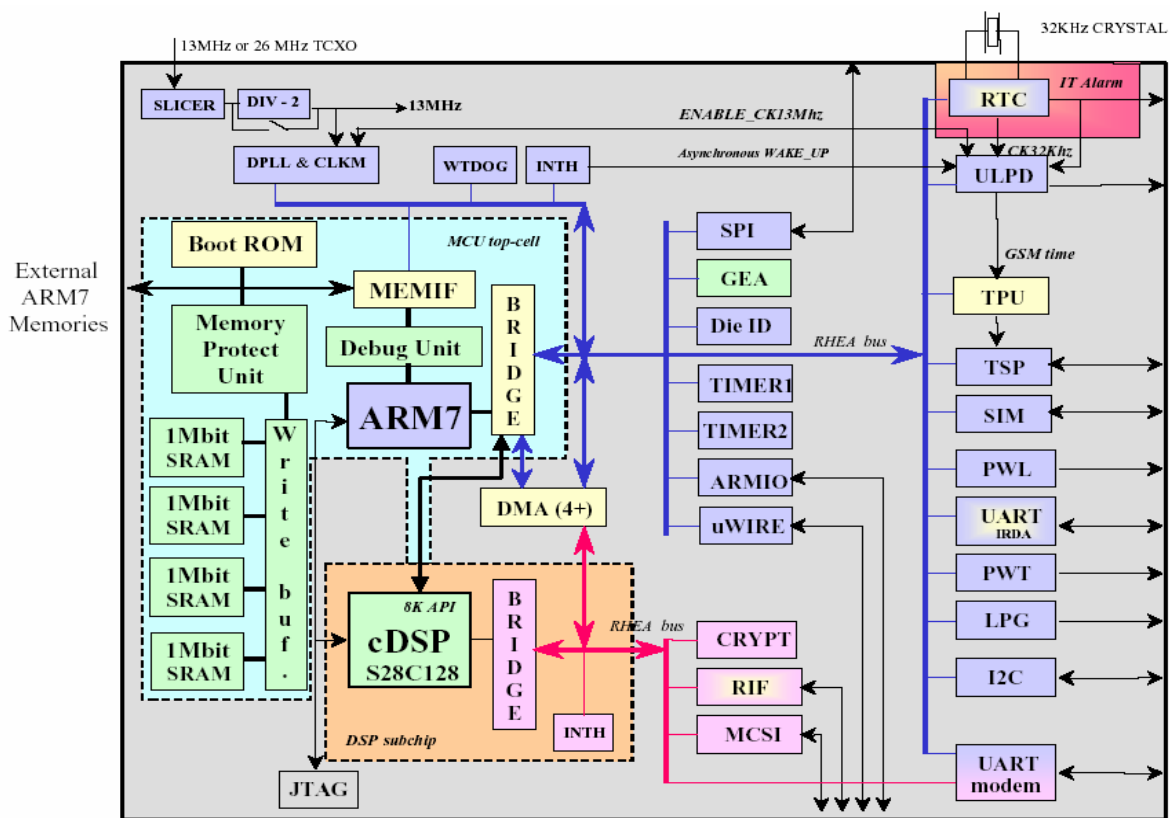 13MHz or 26 MHz TCXO
32KHz CRYSTAL
SLICER
DIV - 2
13MHz
RTC
IT Alarm
ENABLE_CK13Mhz
DPLL & CLKM
WTDOG
INTH
Asynchronous WAKE_UP
CK32Khz
ULPD
Boot ROM
MCU top-cell
SPI
GSM time
External
ARM7
Memories
MEMIF
GEA
TPU
Memory
Protect
Unit
Debug Unit
BRIDGE
Die ID
RHEA bus
TSP
ARM7
TIMER1
SIM
1Mbit
SRAM
Write buf.
TIMER2
PWL
1Mbit
SRAM
DMA (4+)
ARMIO
uWIRE
UART
IRDA
1Mbit
SRAM
8K API
cDSP
S28C128
BRIDGE
PWT
1Mbit
SRAM
RHEA bus
CRYPT
LPG
RIF
I2C
INTH
MCSI
DSP subchip
UART
modem
JTAG